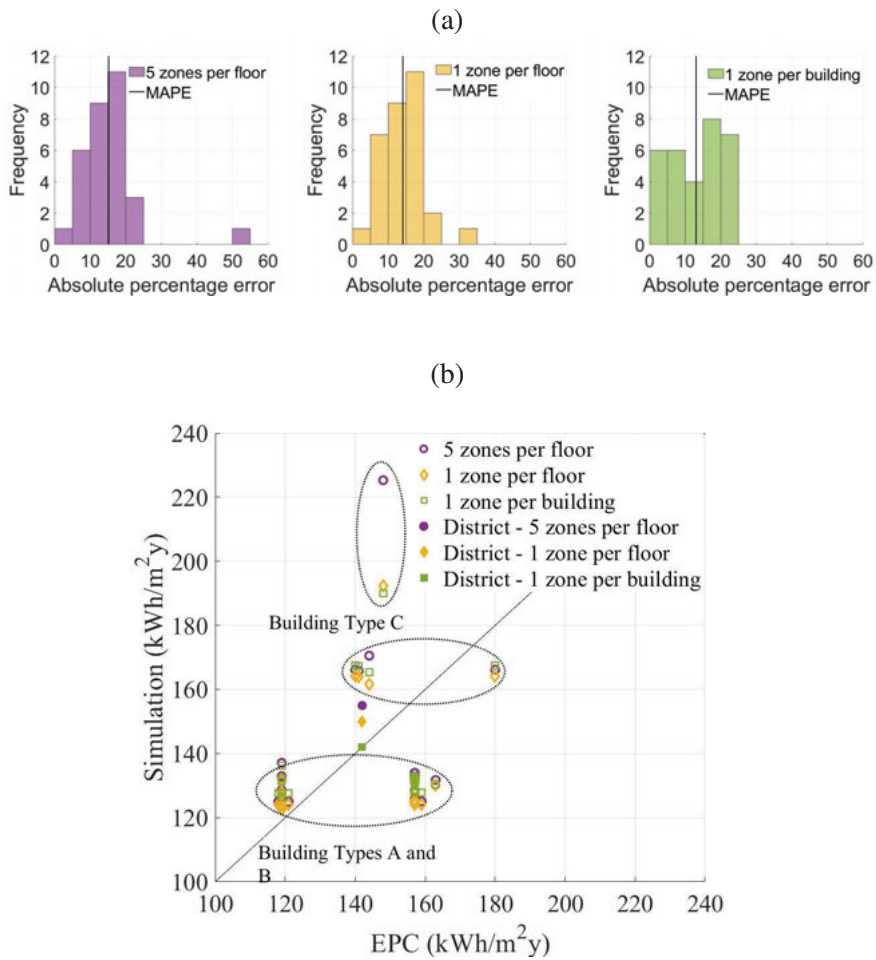 (a)
12
10
8
6
4
2
0
Frequency
5 zones per floor
MAPE
0 10 20 30 40 50 60
Absolute percentage error
12
10
8
6
4
2
0
Frequency
1 zone per floor
MAPE
0 10 20 30 40 50 60
Absolute percentage error
12
10
8
6
4
2
0
Frequency
1 zone per building
MAPE
0 10 20 30 40 50 60
Absolute percentage error
(b)
240
220
200
180
160
140
120
100
Simulation (kWh/m²y)
5 zones per floor
1 zone per floor
1 zone per building
District - 5 zones per floor
District - 1 zone per floor
District - 1 zone per building
Building Type C
Building Types A and
B
100 120 140 160 180 200 220 240
EPC (kWh/m²y)